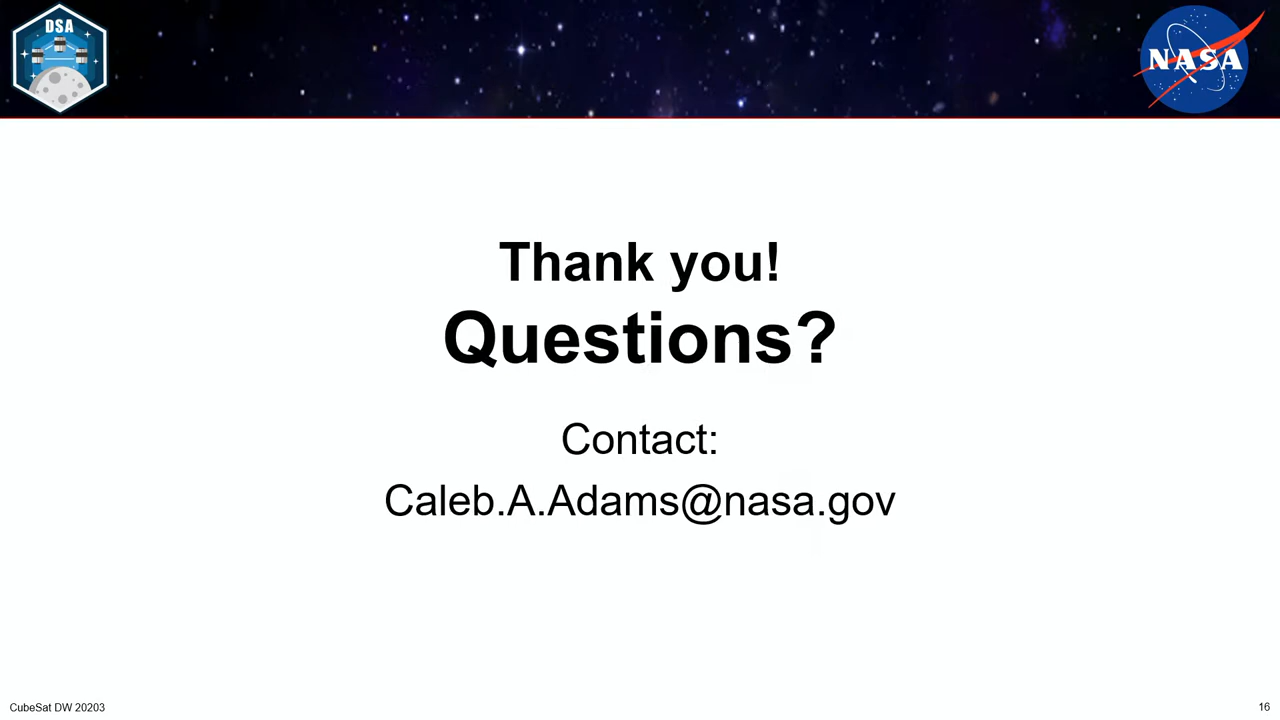 DSA
NASA
Thank you!
Questions?
Contact:
Caleb.A.Adams@nasa.gov
CubeSat DW 20203
16